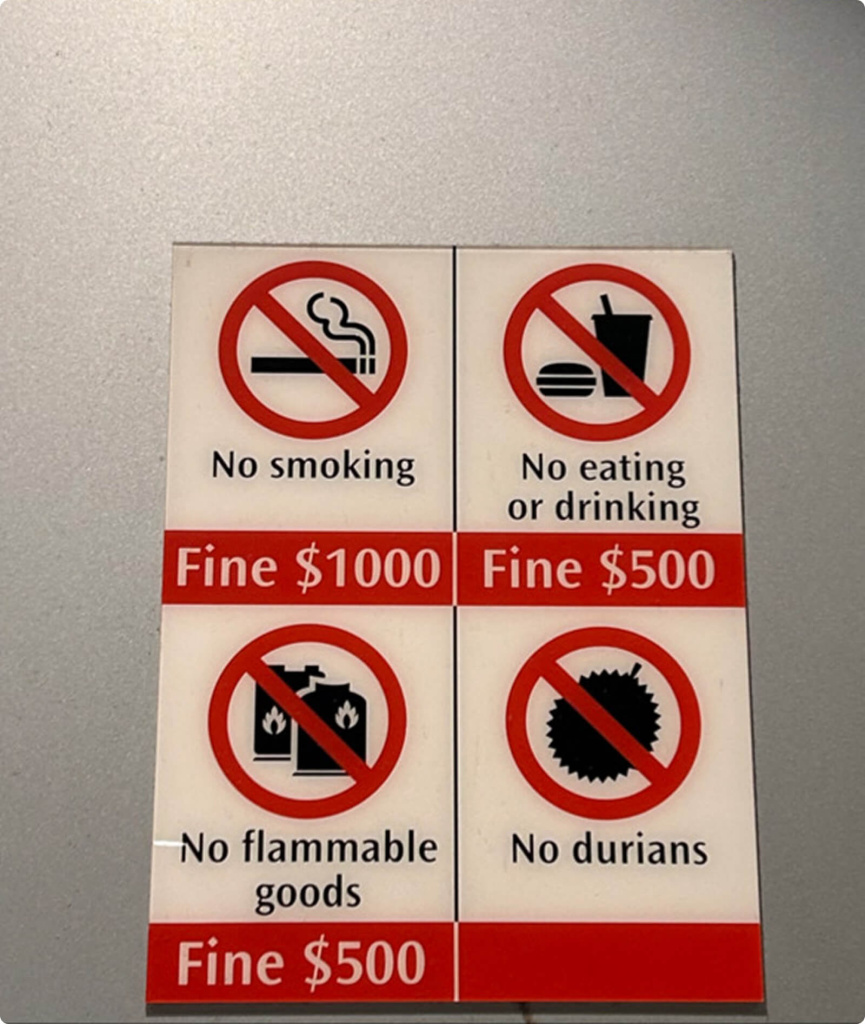 No smoking
No eating
or drinking
Fine $1000
Fine $500
No flammable
goods
No durians
Fine $500